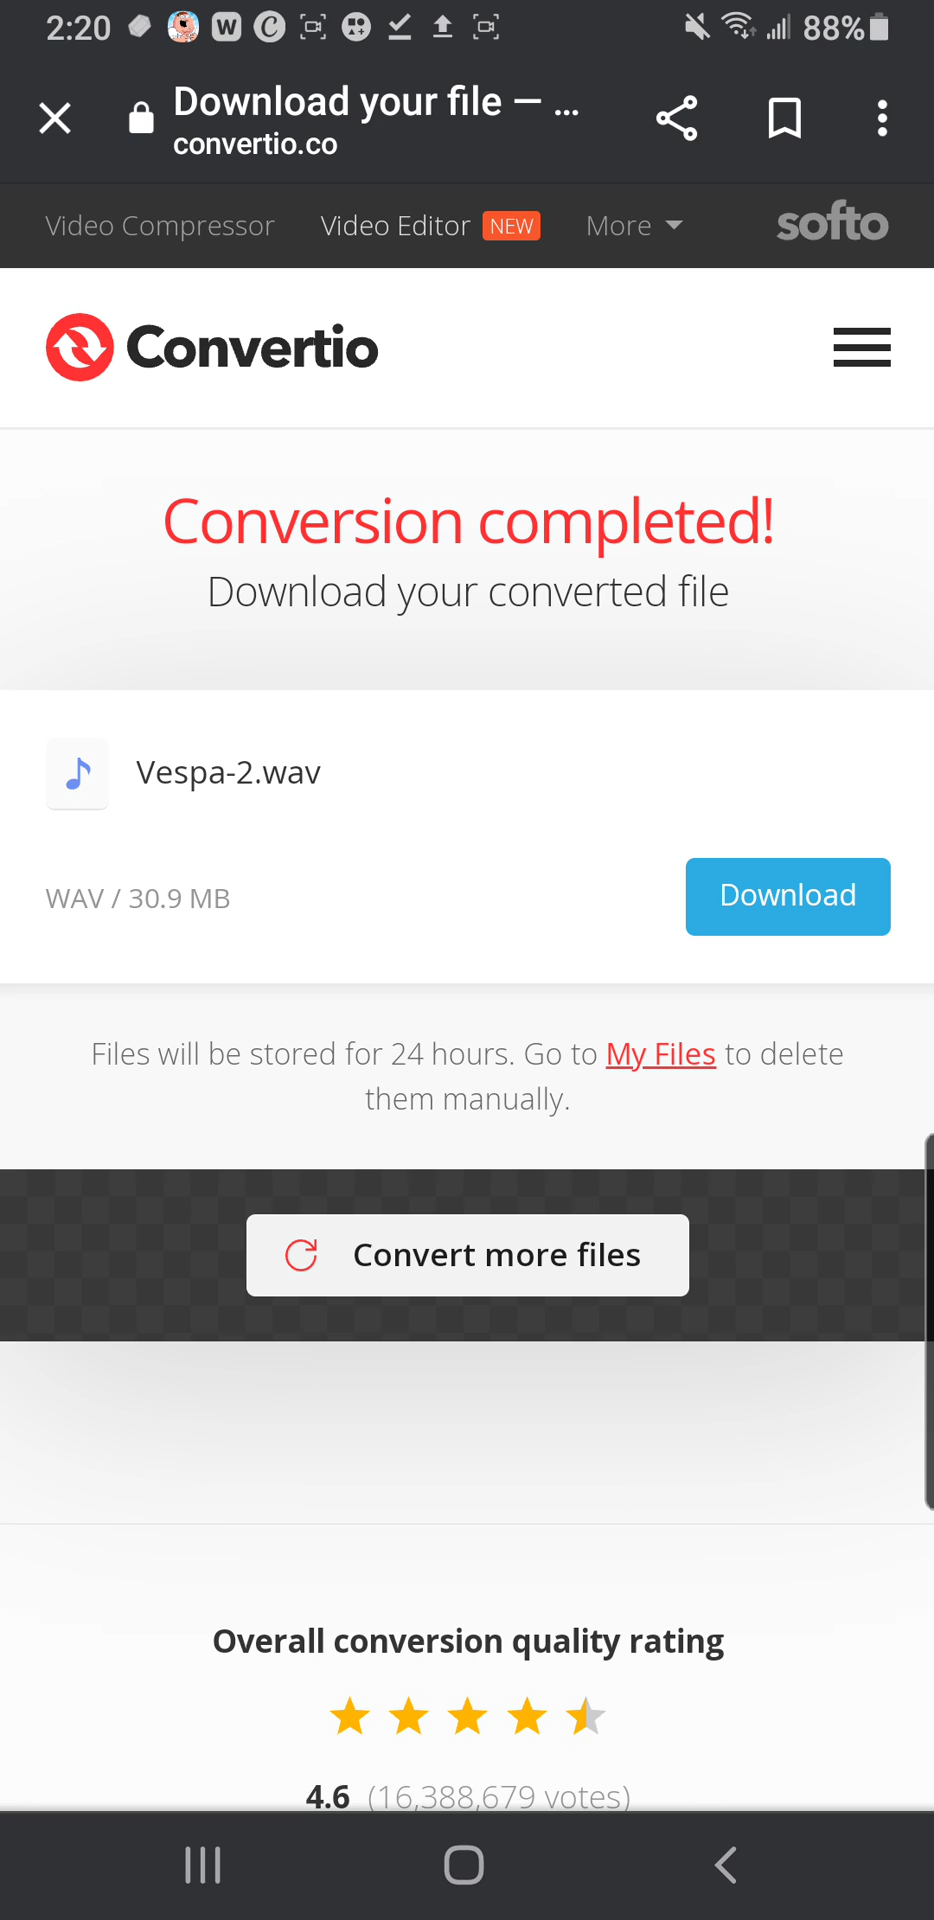 2:20
88%
Download your file — ...
convertio.co
Video Compressor Video Editor NEW More softo
Convertio
Conversion completed!
Download your converted file
Vespa-2.wav
WAV / 30.9 MB
Download
Files will be stored for 24 hours. Go to My Files to delete
them manually.
Convert more files
Overall conversion quality rating
4.6 (16,388,679 votes)